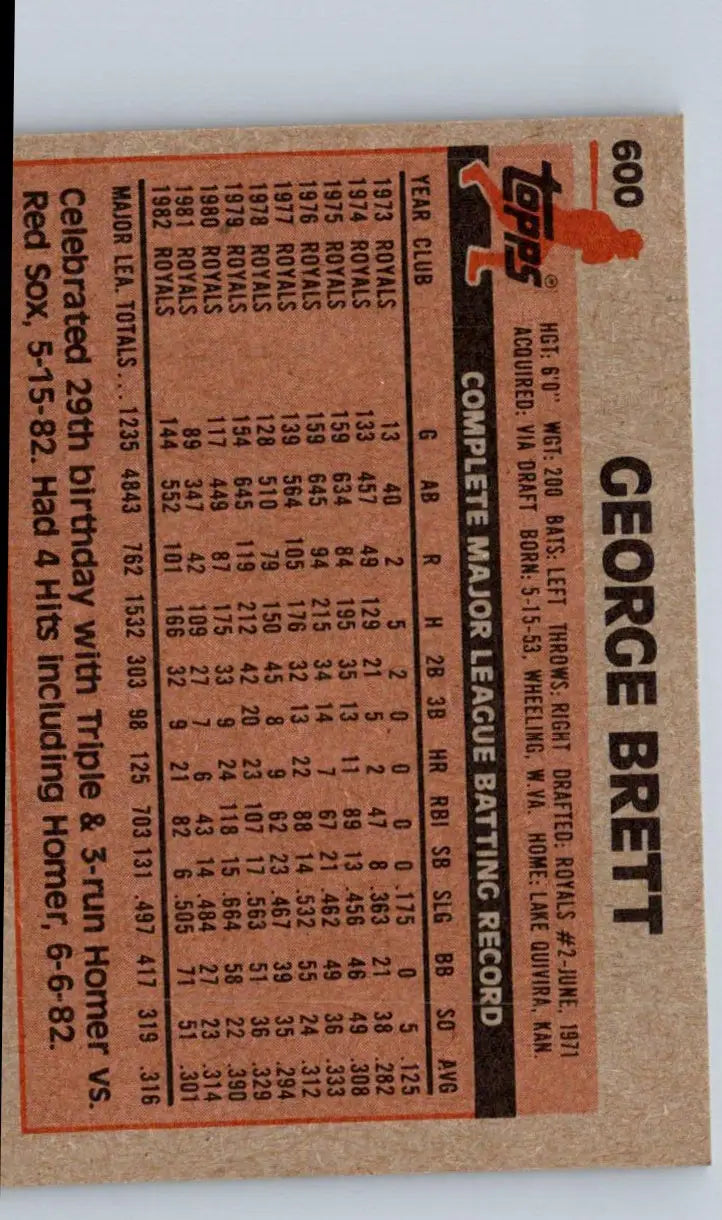 600
GEORGE BRETT
topps®
HGT: 6'0" WGT: 200 BATS: LEFT THROWS: RIGHT DRAFTED: ROYALS #2-JUNE, 1971
ACQUIRED: VIA DRAFT BORN: 5-15-53, WHEELING, W.VA. HOME: LAKE QUIVIRA, KAN.
COMPLETE MAJOR LEAGUE BATTING RECORD
YEAR CLUB G AB R H 2B 3B HR RBI SB SLG BB SO AVG
1973 ROYALS 13 40 2 5 2 0 0 0 0 .175 0 5 .125
1974 ROYALS 133 457 49 129 21 5 2 47 8 .363 21 38 .282
1975 ROYALS 159 634 84 195 35 13 11 89 13 .456 46 49 .308
1976 ROYALS 159 645 94 215 34 14 7 67 21 .462 49 36 .333
1977 ROYALS 139 564 105 176 32 13 22 88 14 .532 55 24 .312
1978 ROYALS 128 510 79 150 45 8 9 62 23 .467 39 35 .294
1979 ROYALS 154 645 119 212 42 20 23 107 17 .563 51 36 .329
1980 ROYALS 117 449 87 175 33 9 24 118 15 .664 58 22 .390
1981 ROYALS 89 347 42 109 27 7 6 43 14 .484 27 23 .314
1982 ROYALS 144 552 101 166 32 9 21 82 6 .505 71 51 .301
MAJOR LEA. TOTALS . . . 1235 4843 762 1532 303 98 125 703 131 .497 417 319 .316
Celebrated 29th birthday with Triple & 3-run Homer vs.
Red Sox, 5-15-82. Had 4 Hits including Homer, 6-6-82.